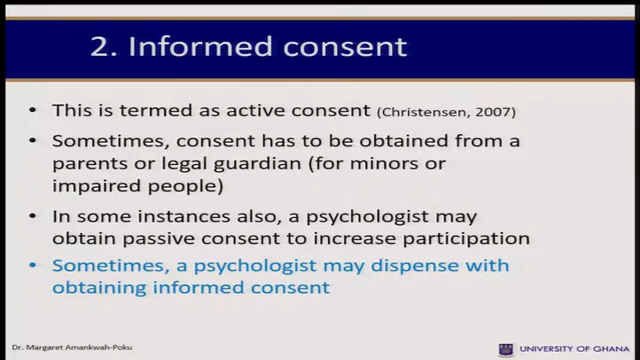 2. Informed consent
• This is termed as active consent (Christensen, 2007)
• Sometimes, consent has to be obtained from a
parents or legal guardian (for minors or
impaired people)
• In some instances also, a psychologist may
obtain passive consent to increase participation
• Sometimes, a psychologist may dispense with
obtaining informed consent
Dr. Margaret Amankwah-Poku
UNIVERSITY OF GHANA